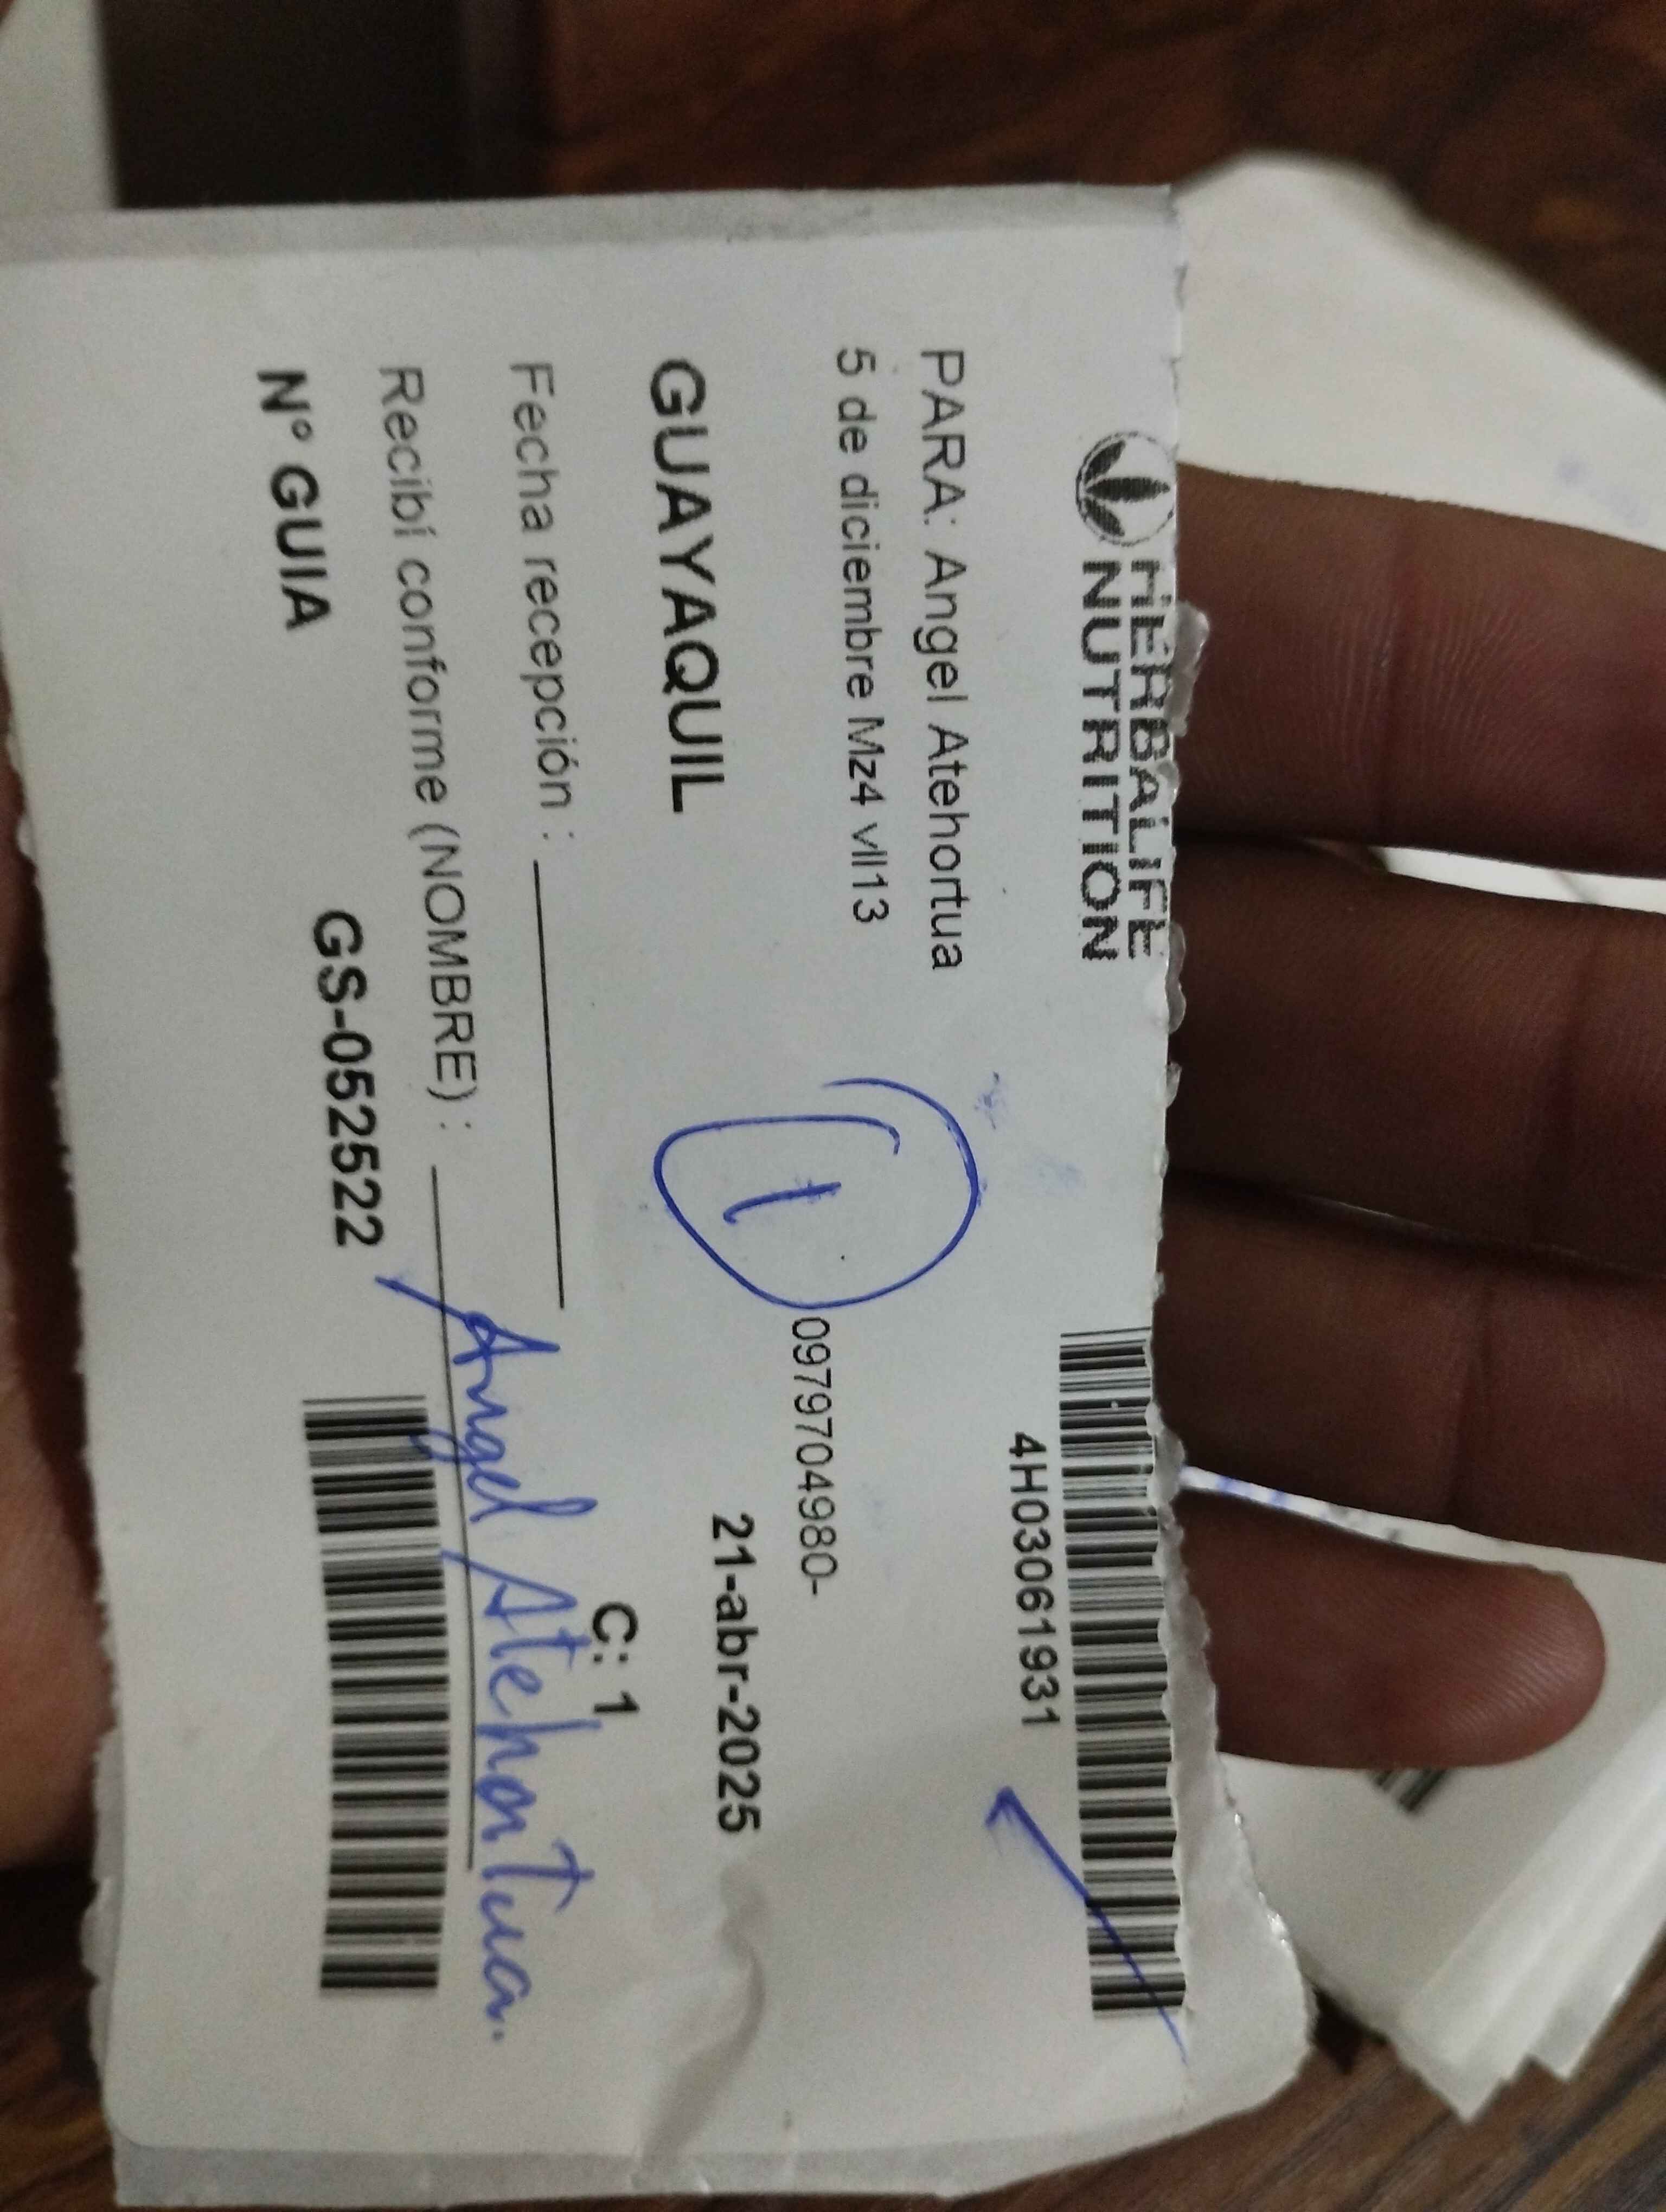 HERBALIFE
NUTRITION
4H03061931
PARA: Angel Atehortua
5 de diciembre Mz4 vll13
0979704980-
1
GUAYAQUIL
21-abr-2025
C: 1
Fecha recepción :
Recibí conforme (NOMBRE) : Angel Atehortua.
Nº GUIA GS-052522